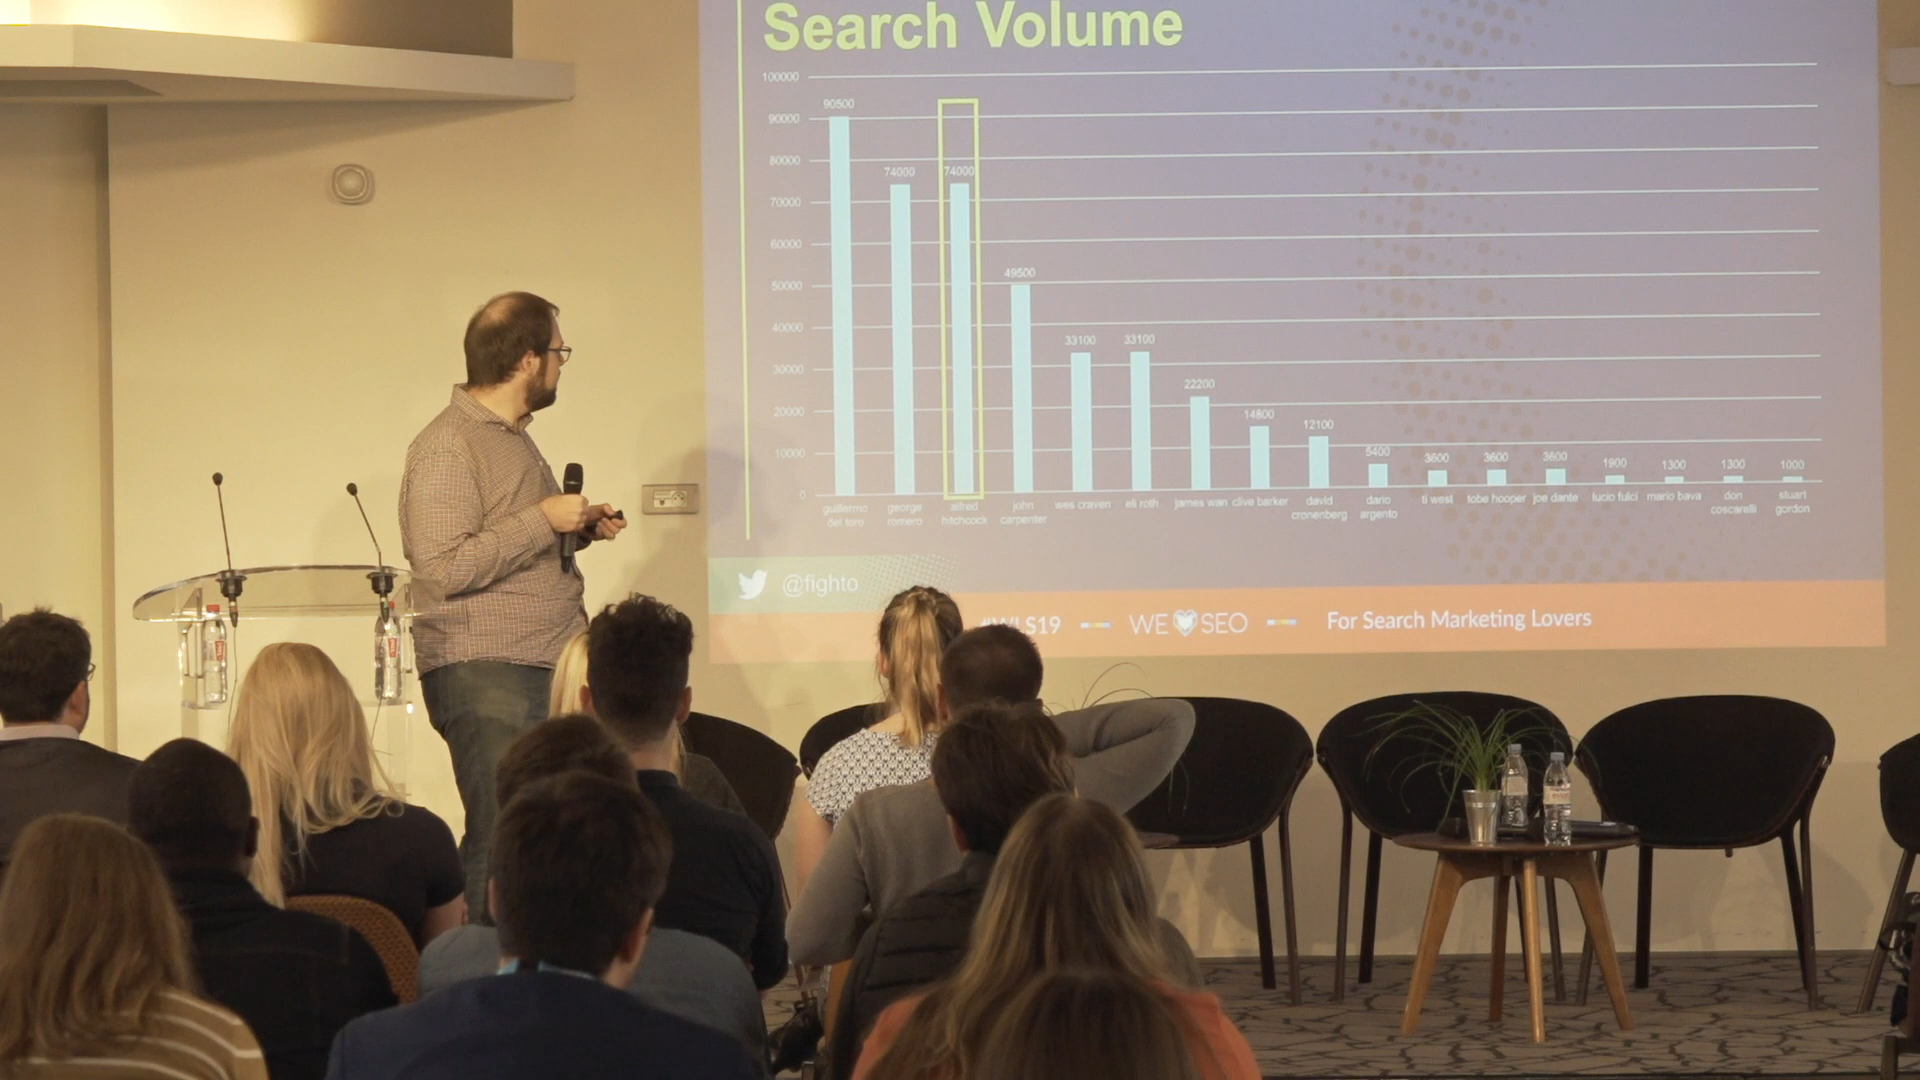 Search Volume
100000
90000
80000
70000
60000
50000
40000
30000
20000
10000
0
90500
74000
74000
49500
33100
33100
22200
14800
12100
5400
3600
3600
3600
1900
1300
1300
1000
guillermo
del toro
george
romero
alfred
hitchcock
john
carpenter
wes craven
eli roth
james wan
clive barker
david
cronenberg
dario
argento
ti west
tobe hooper
joe dante
lucio fulci
mario bava
don
coscarelli
stuart
gordon
@fighto
#WLS19 WE SEO For Search Marketing Lovers